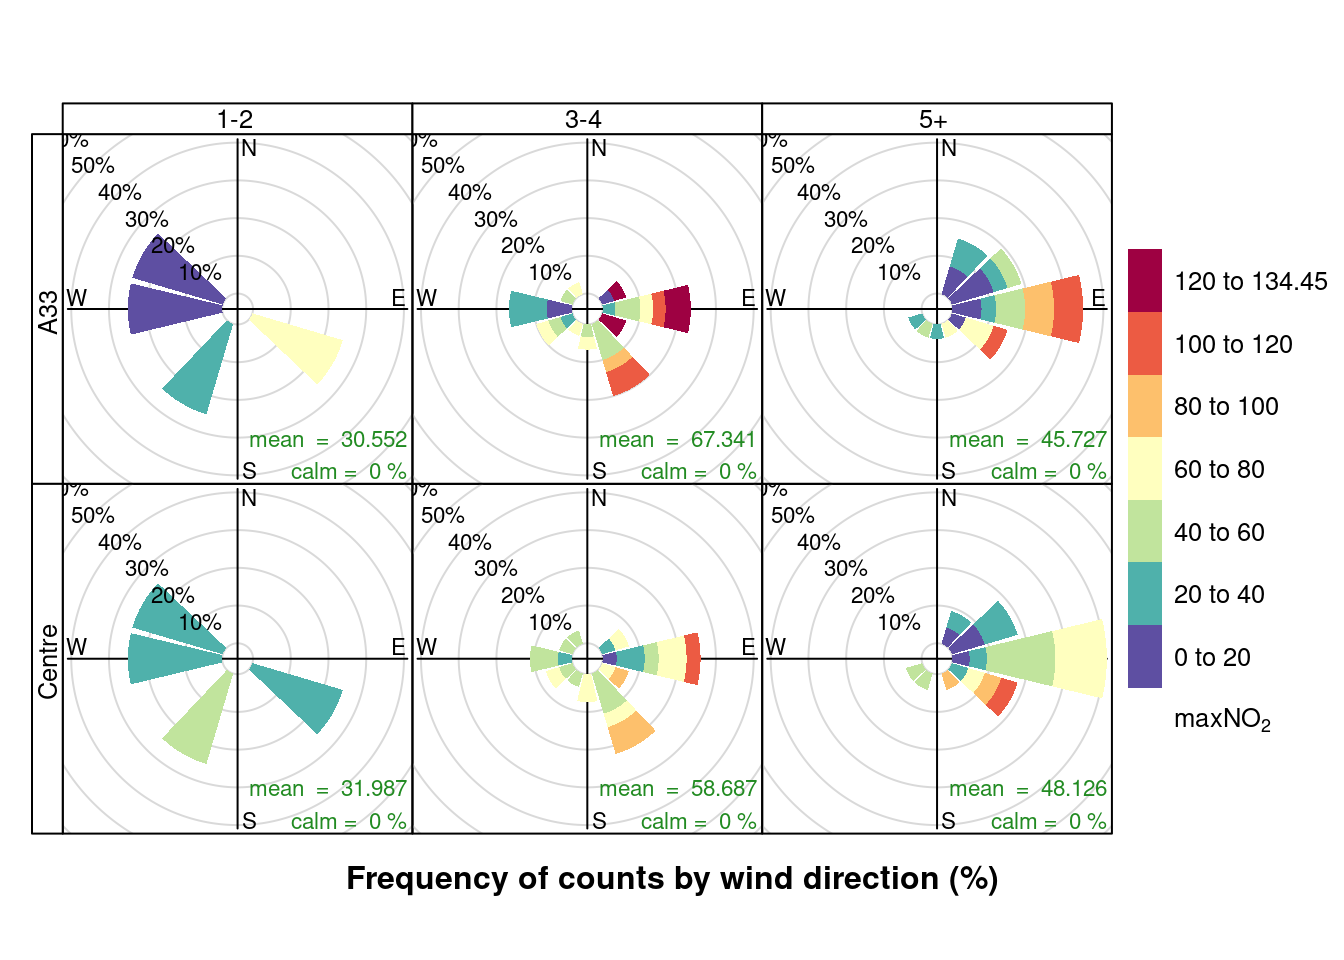 1-2
3-4
5+
A33
N
50%
40%
30%
20%
10%
W
E
S
mean = 30.552
calm = 0 %
N
50%
40%
30%
20%
10%
W
E
S
mean = 67.341
calm = 0 %
N
50%
40%
30%
20%
10%
W
E
S
mean = 45.727
calm = 0 %
Centre
N
50%
40%
30%
20%
10%
W
E
S
mean = 31.987
calm = 0 %
N
50%
40%
30%
20%
10%
W
E
S
mean = 58.687
calm = 0 %
N
50%
40%
30%
20%
10%
W
E
S
mean = 48.126
calm = 0 %
120 to 134.45
100 to 120
80 to 100
60 to 80
40 to 60
20 to 40
0 to 20
maxNO₂
Frequency of counts by wind direction (%)